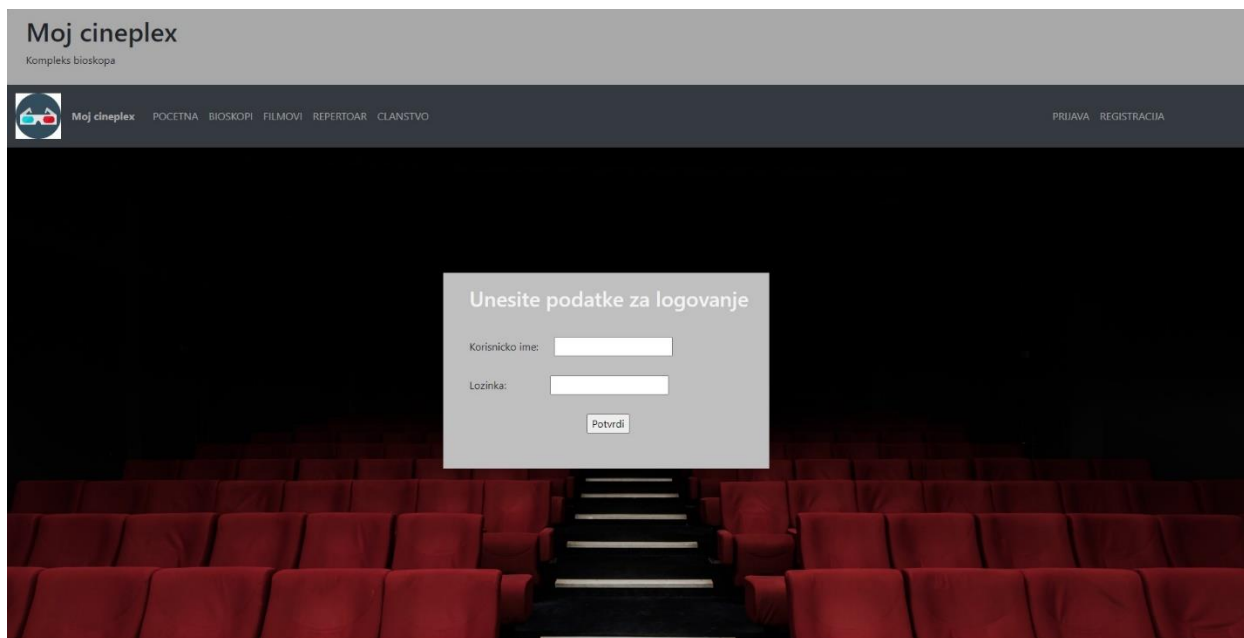 Moj cineplex
Kompleks bioskopa
Moj cineplex POCETNA BIOSKOPI FILMOVI REPERTOAR CLANSTVO PRIJAVA REGISTRACIJA
Unesite podatke za logovanje
Korisnicko ime:
Lozinka:
Potvrdi